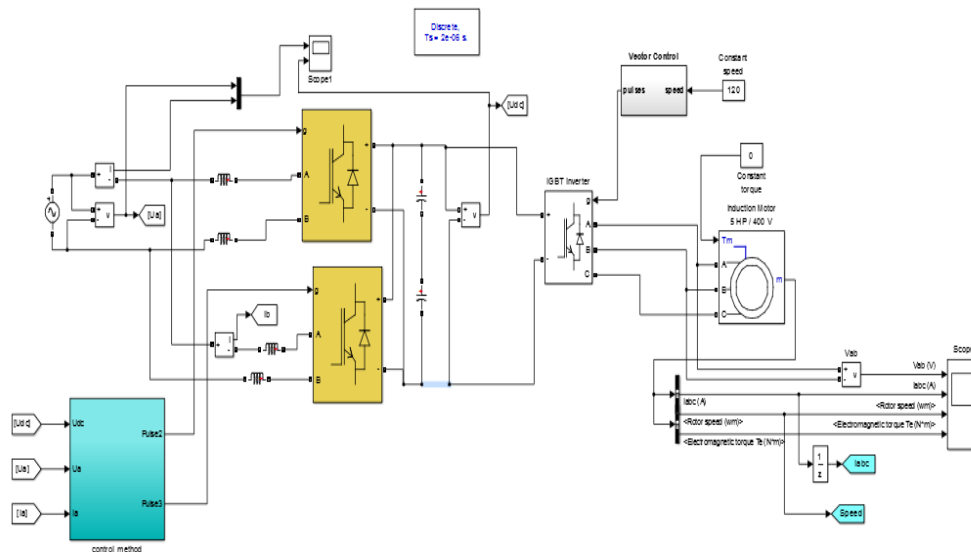 Discrete,
Ts = 2e-06 s.
Scope1
Vector Control
pulses
speed
Constant
speed
120
[Udc]
g
A
B
+
-
i
+
-
v
+
-
[Ua]
IGBT Inverter
g
+
-
A
B
C
0
Constant
torque
Induction Motor
5 HP / 400 V
Tm
A
B
C
m
v
+
-
g
A
B
+
-
Ib
i
+
-
Vab
+
v
-
Scope
Vab (V)
Iabc (A)
Iabc (A)
<Rotor speed (wm)>
<Rotor speed (wm)>
<Electromagnetic torque Te (N*m)>
<Electromagnetic torque Te (N*m)>
1
z
Iabc
Speed
[Udc]
[Ua]
[Ia]
Udc
Ua
Ia
Pulse2
Pulse3
control method